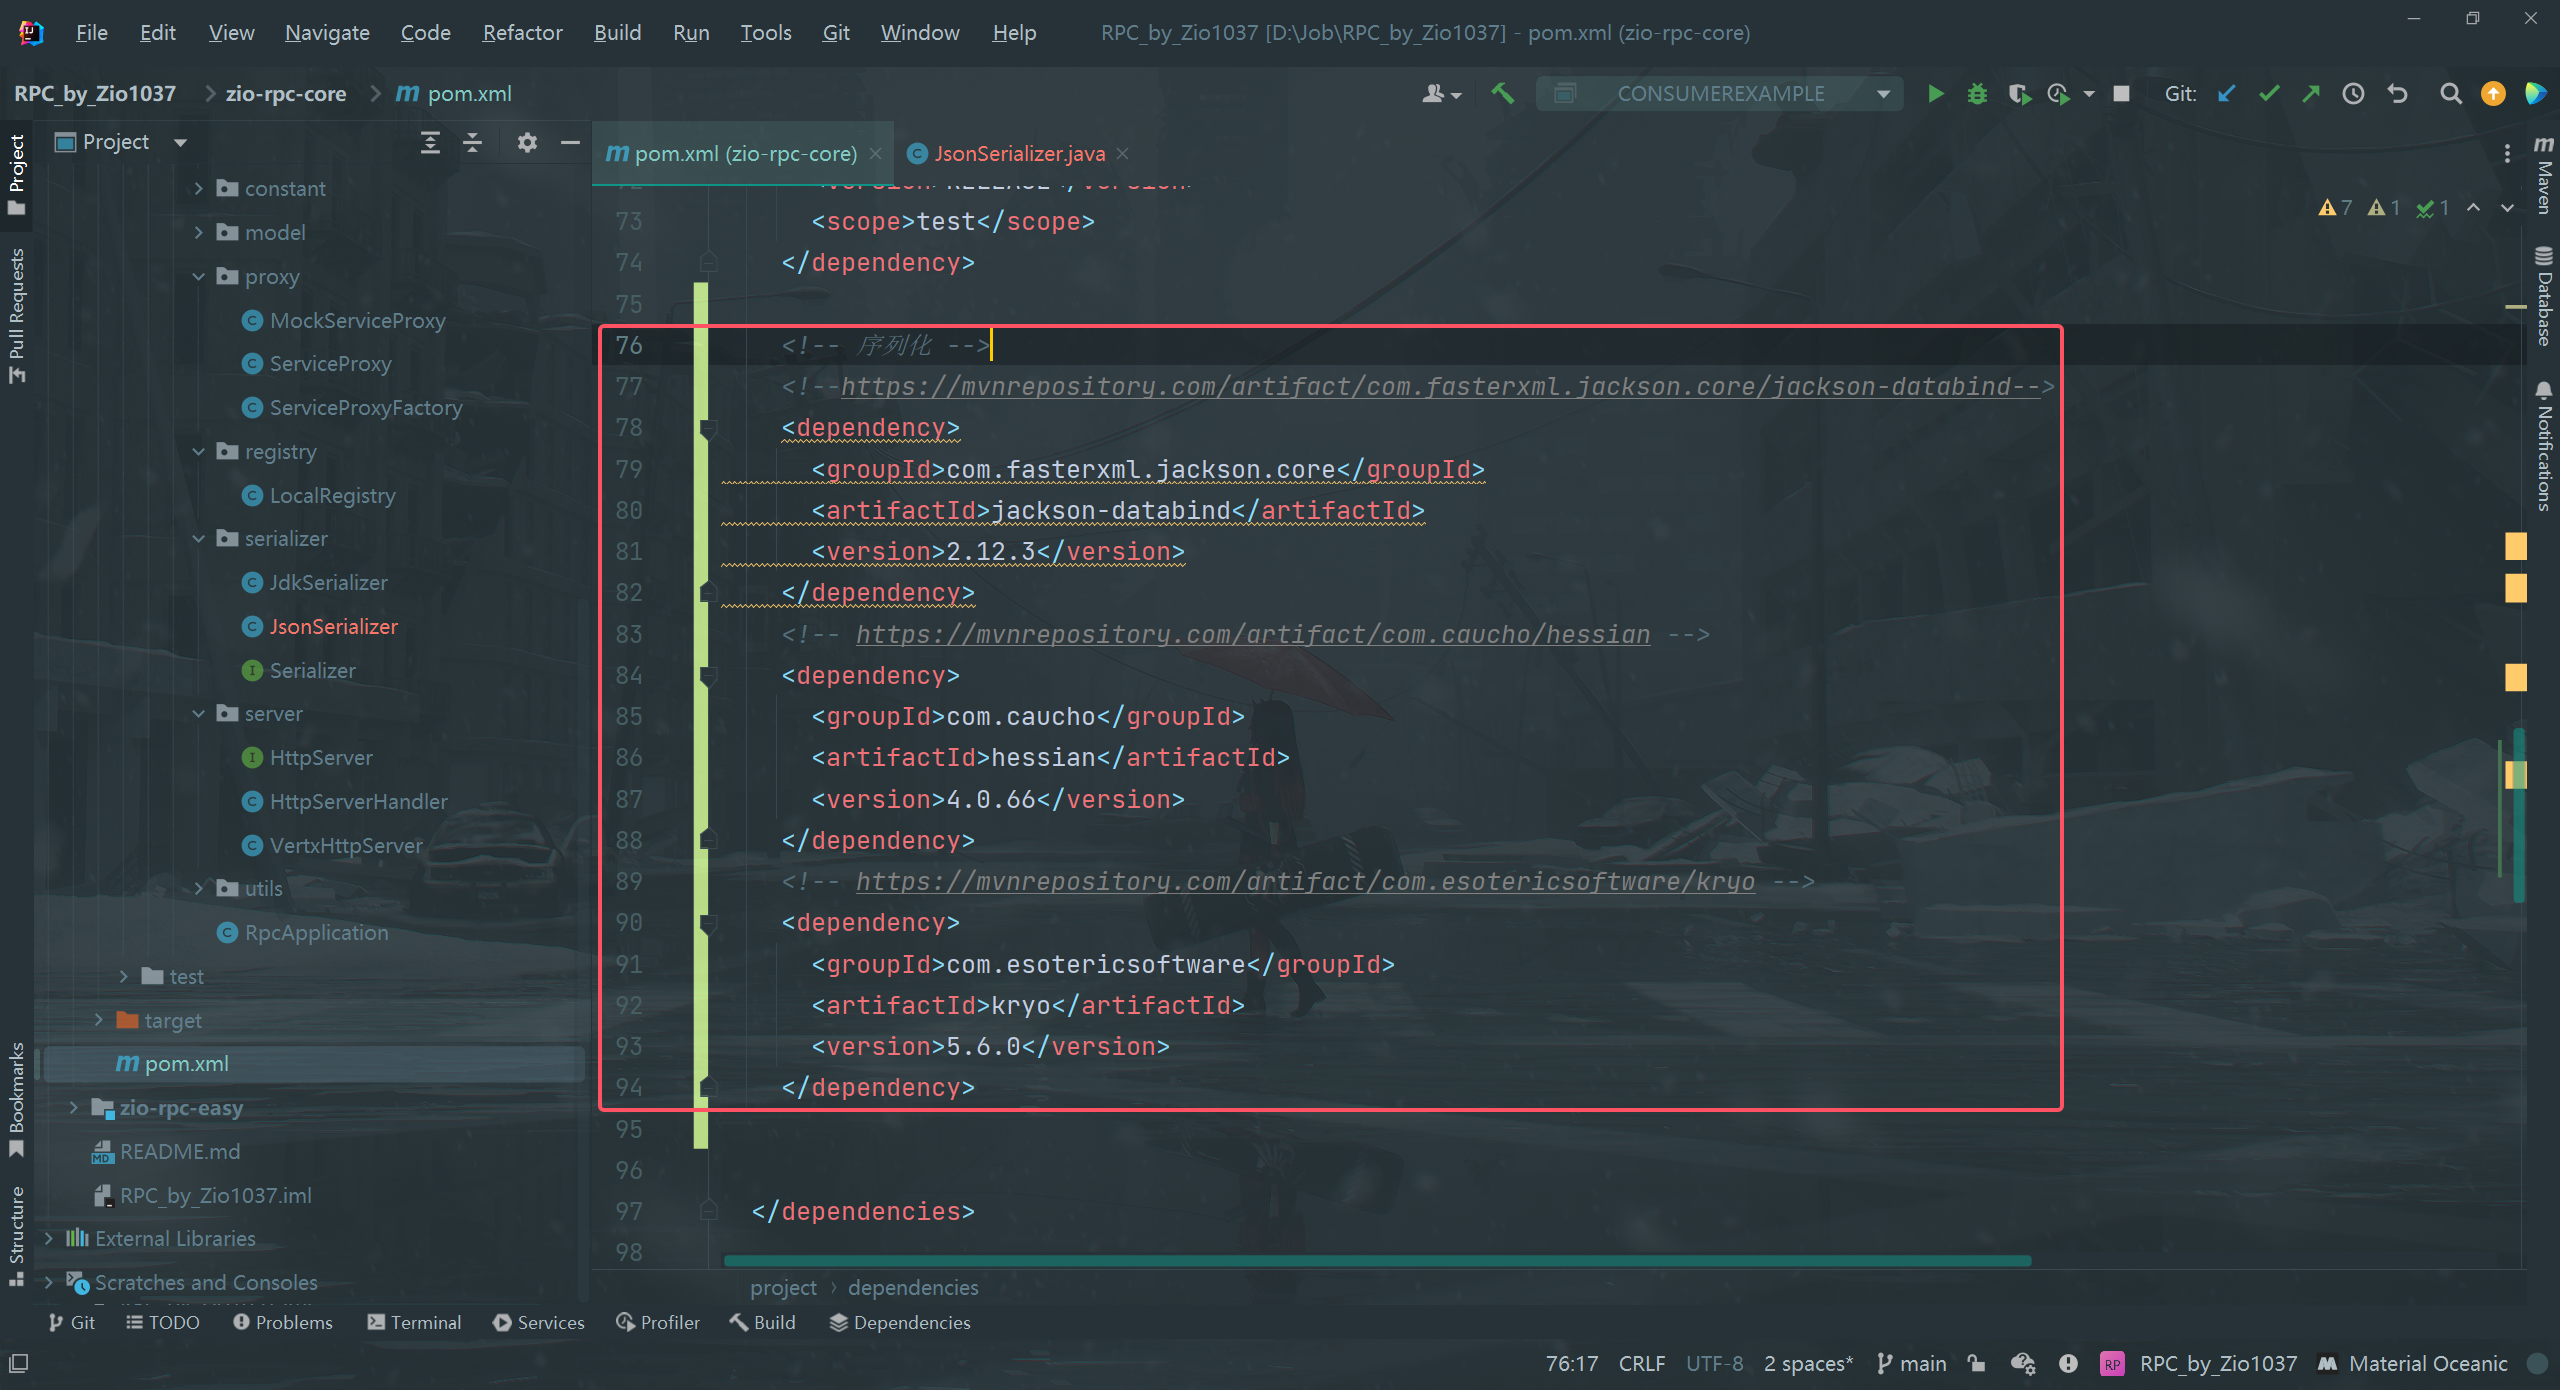 File Edit View Navigate Code Refactor Build Run Tools Git Window Help RPC_by_Zio1037 [D:\Job\RPC_by_Zio1037] - pom.xml (zio-rpc-core)
RPC_by_Zio1037 zio-rpc-core pom.xml CONSUMEREXAMPLE Git:
Project
Pull Requests
Bookmarks
Structure
Project
constant
model
proxy
MockServiceProxy
ServiceProxy
ServiceProxyFactory
registry
LocalRegistry
serializer
JdkSerializer
JsonSerializer
Serializer
server
HttpServer
HttpServerHandler
VertxHttpServer
utils
RpcApplication
test
target
pom.xml
zio-rpc-easy
README.md
RPC_by_Zio1037.iml
External Libraries
Scratches and Consoles
pom.xml (zio-rpc-core) JsonSerializer.java
7 1 1
73 <scope>test</scope>
74 </dependency>
75
76 <!-- 序列化 -->
77 <!--https://mvnrepository.com/artifact/com.fasterxml.jackson.core/jackson-databind-->
78 <dependency>
79 <groupId>com.fasterxml.jackson.core</groupId>
80 <artifactId>jackson-databind</artifactId>
81 <version>2.12.3</version>
82 </dependency>
83 <!-- https://mvnrepository.com/artifact/com.caucho/hessian -->
84 <dependency>
85 <groupId>com.caucho</groupId>
86 <artifactId>hessian</artifactId>
87 <version>4.0.66</version>
88 </dependency>
89 <!-- https://mvnrepository.com/artifact/com.esotericsoftware/kryo -->
90 <dependency>
91 <groupId>com.esotericsoftware</groupId>
92 <artifactId>kryo</artifactId>
93 <version>5.6.0</version>
94 </dependency>
95
96
97 </dependencies>
98
project › dependencies
Maven
Database
Notifications
Git TODO Problems Terminal Services Profiler Build Dependencies
76:17 CRLF UTF-8 2 spaces* main RP RPC_by_Zio1037 Material Oceanic